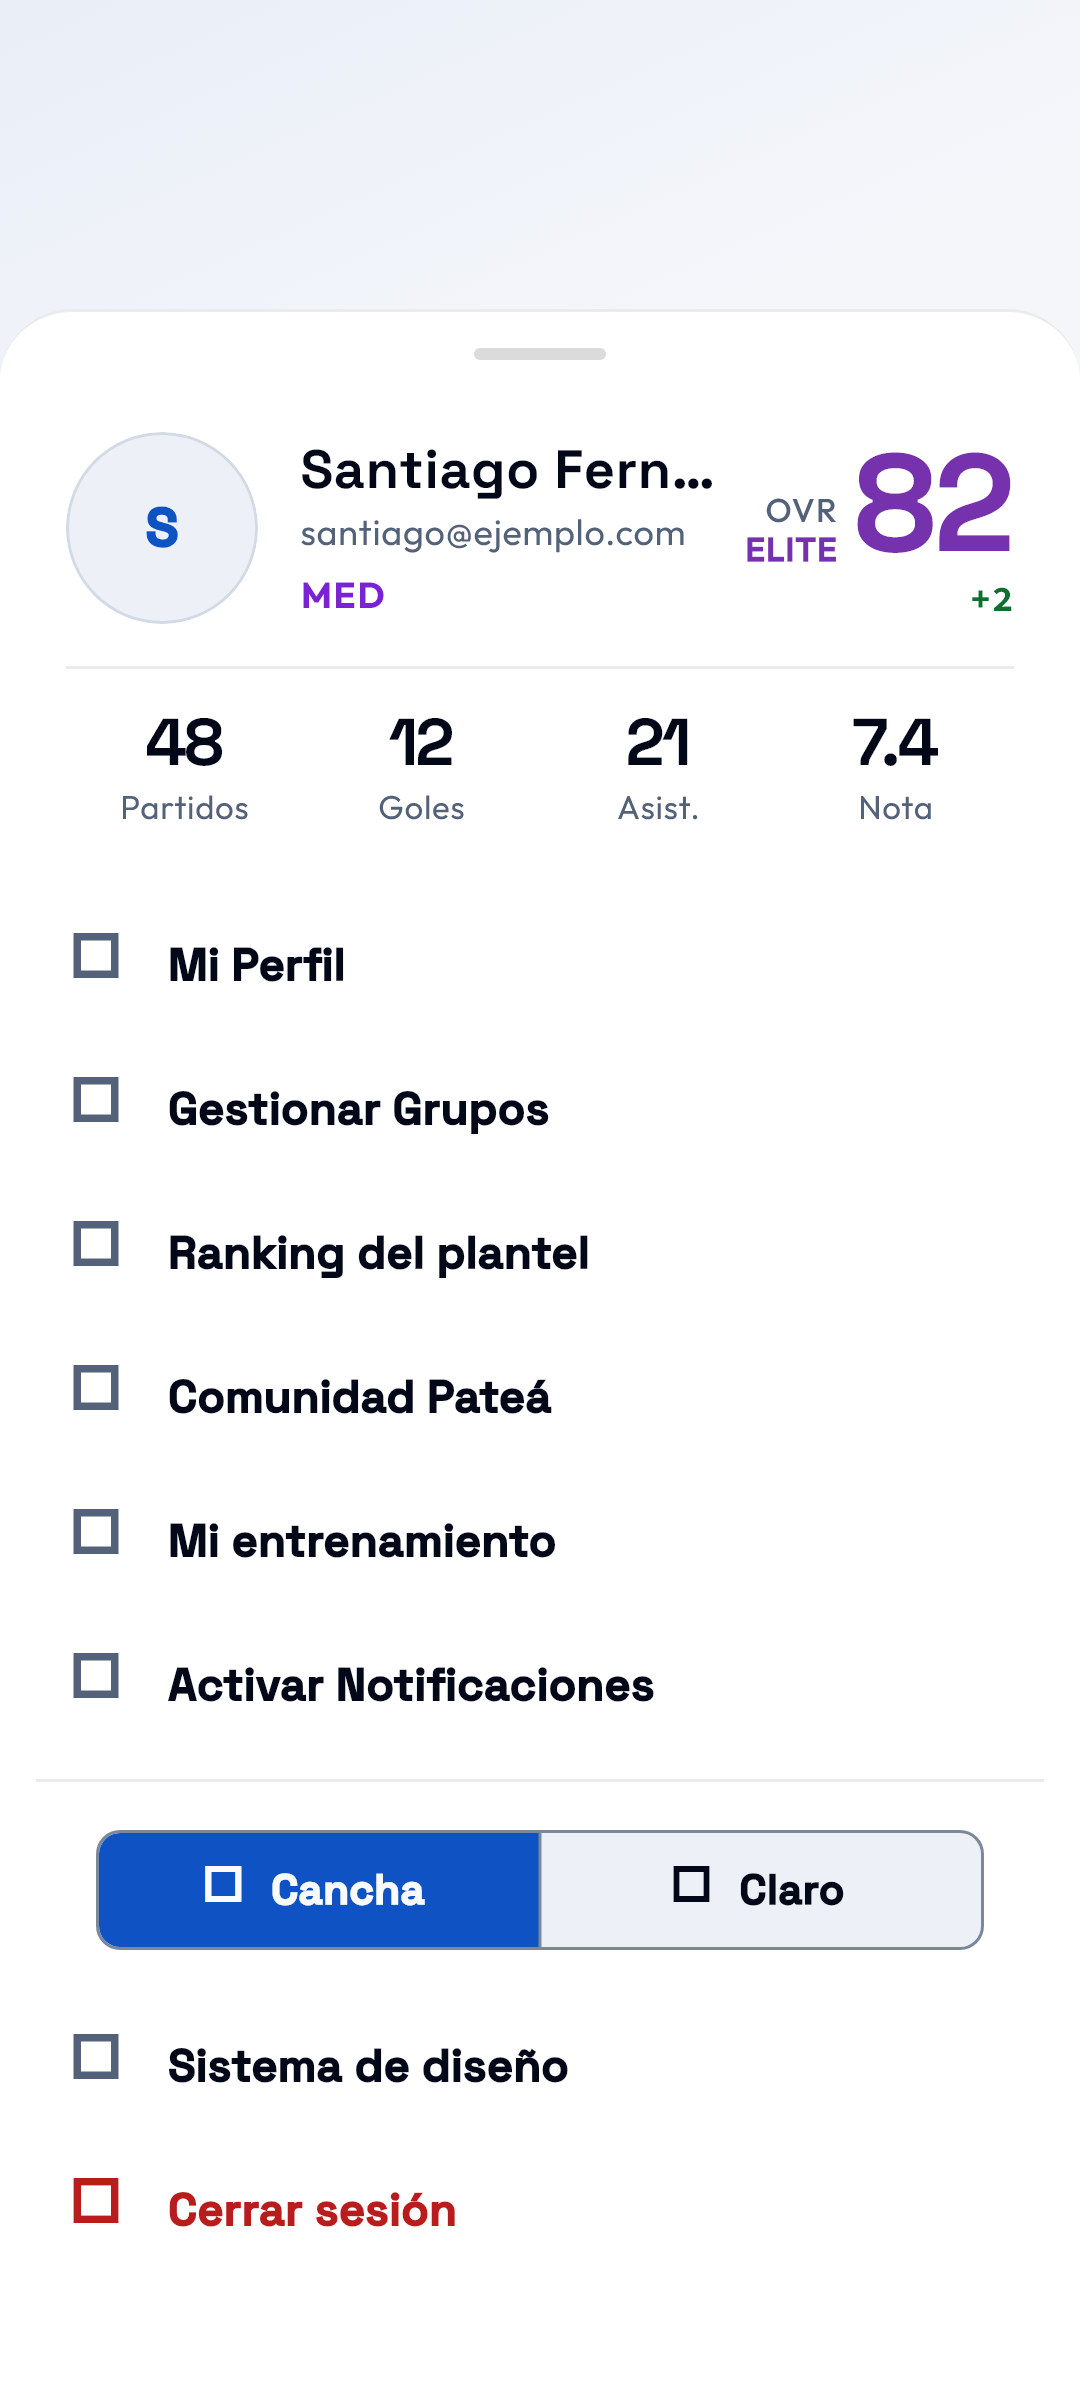 S
Santiago Fern…
santiago@ejemplo.com
MED
OVR
ELITE
82
+2
48
Partidos
12
Goles
21
Asist.
7.4
Nota
Mi Perfil
Gestionar Grupos
Ranking del plantel
Comunidad Pateá
Mi entrenamiento
Activar Notificaciones
Cancha
Claro
Sistema de diseño
Cerrar sesión